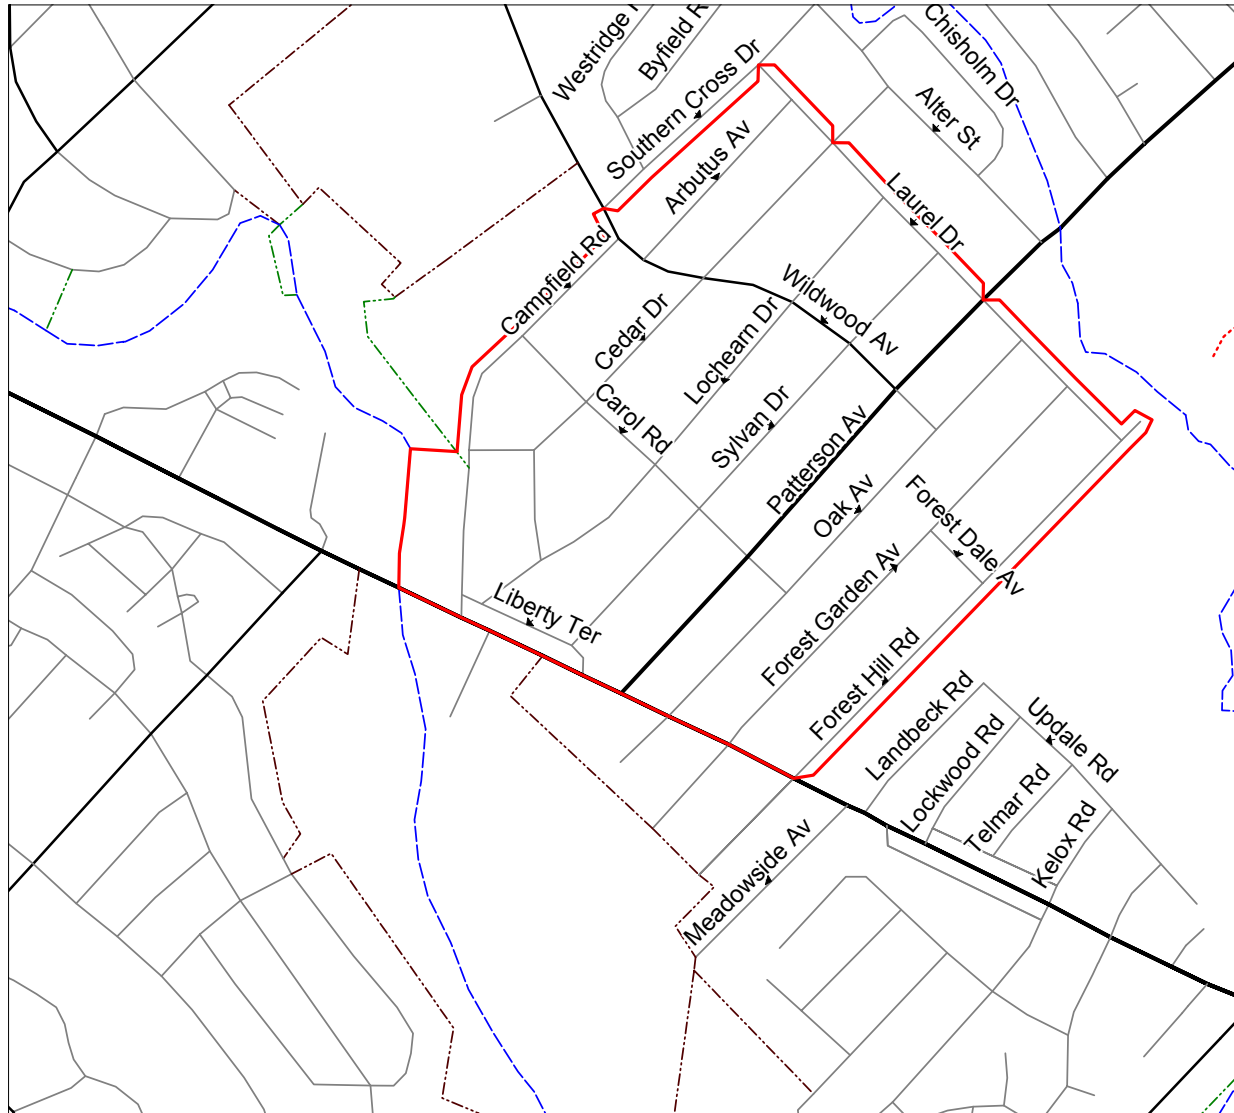 Westridge
Byfield R
Chisholm Dr
Southern Cross Dr
Alter St
Arbutus Av
Laurel Dr
Campfield Rd
Wildwood Av
Cedar Dr
Lochearn Dr
Carol Rd
Sylvan Dr
Patterson Av
Oak Av
Forest Dale Av
Forest Garden Av
Liberty Ter
Forest Hill Rd
Landbeck Rd
Updale Rd
Lockwood Rd
Telmar Rd
Kelox Rd
Meadowside Av